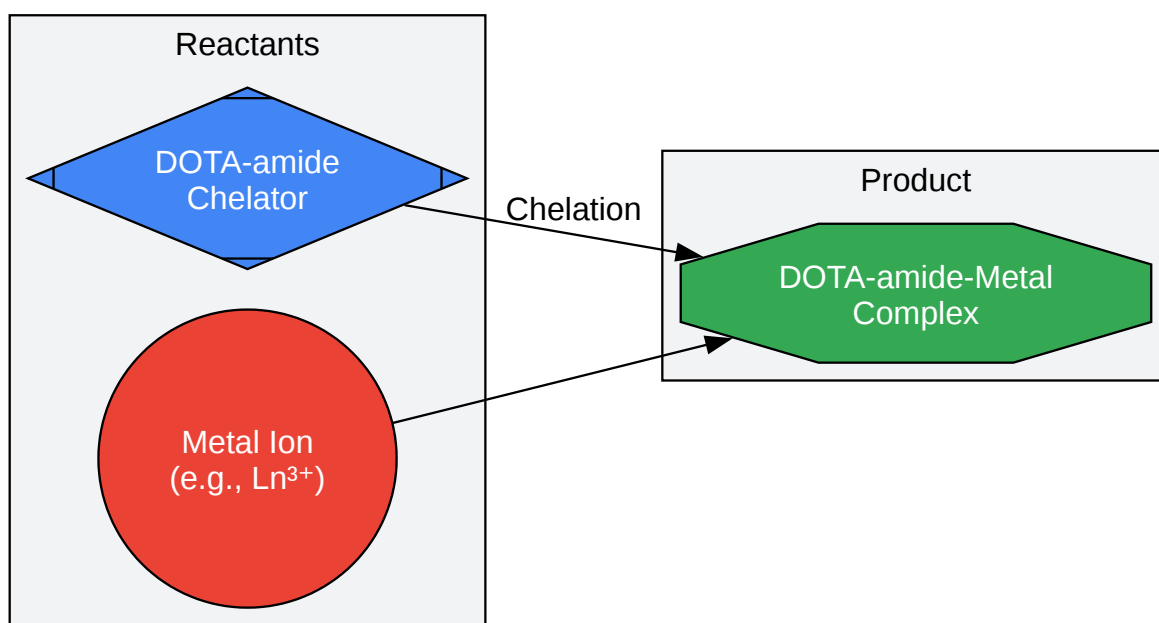 Reactants
DOTA-amide
Chelator
Chelation
Metal Ion
(e.g., Ln³⁺)
Product
DOTA-amide-Metal
Complex